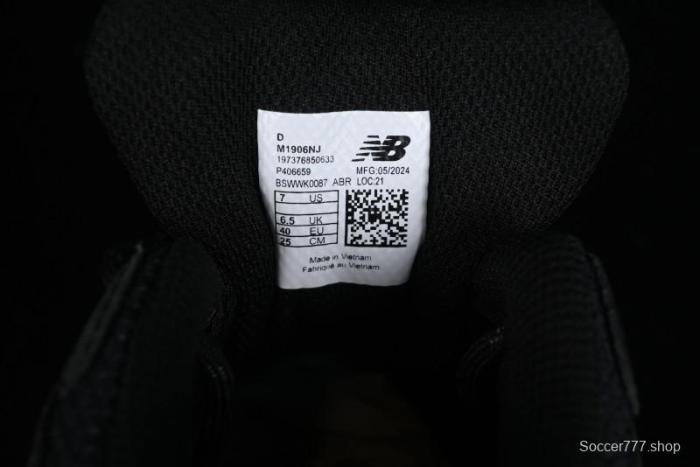 D
M1906NJ
197376850633
NB
P406659 MFG:05/2024
BSWWK0087 ABR LOC:21
7 US
6.5 UK
40 EU
25 CM
Made in Vietnam
Fabriqué au Vietnam
Soccer777.shop